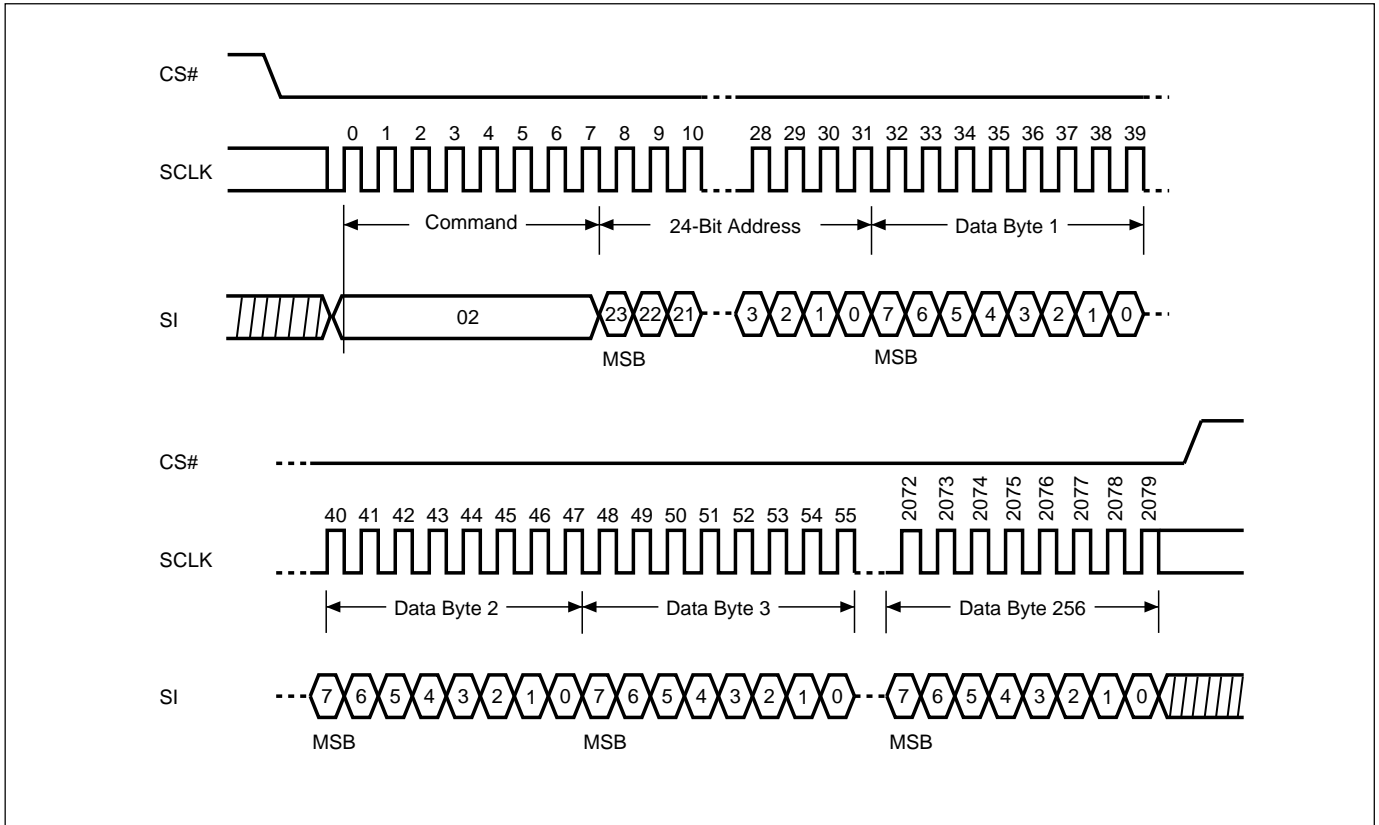 CS#
0 1 2 3 4 5 6 7 8 9 10 28 29 30 31 32 33 34 35 36 37 38 39
SCLK
Command 24-Bit Address Data Byte 1
SI 02 23 22 21 3 2 1 0 7 6 5 4 3 2 1 0
MSB MSB
CS#
2072 2073 2074 2075 2076 2077 2078 2079
40 41 42 43 44 45 46 47 48 49 50 51 52 53 54 55
SCLK
Data Byte 2 Data Byte 3 Data Byte 256
SI 7 6 5 4 3 2 1 0 7 6 5 4 3 2 1 0 7 6 5 4 3 2 1 0
MSB MSB MSB